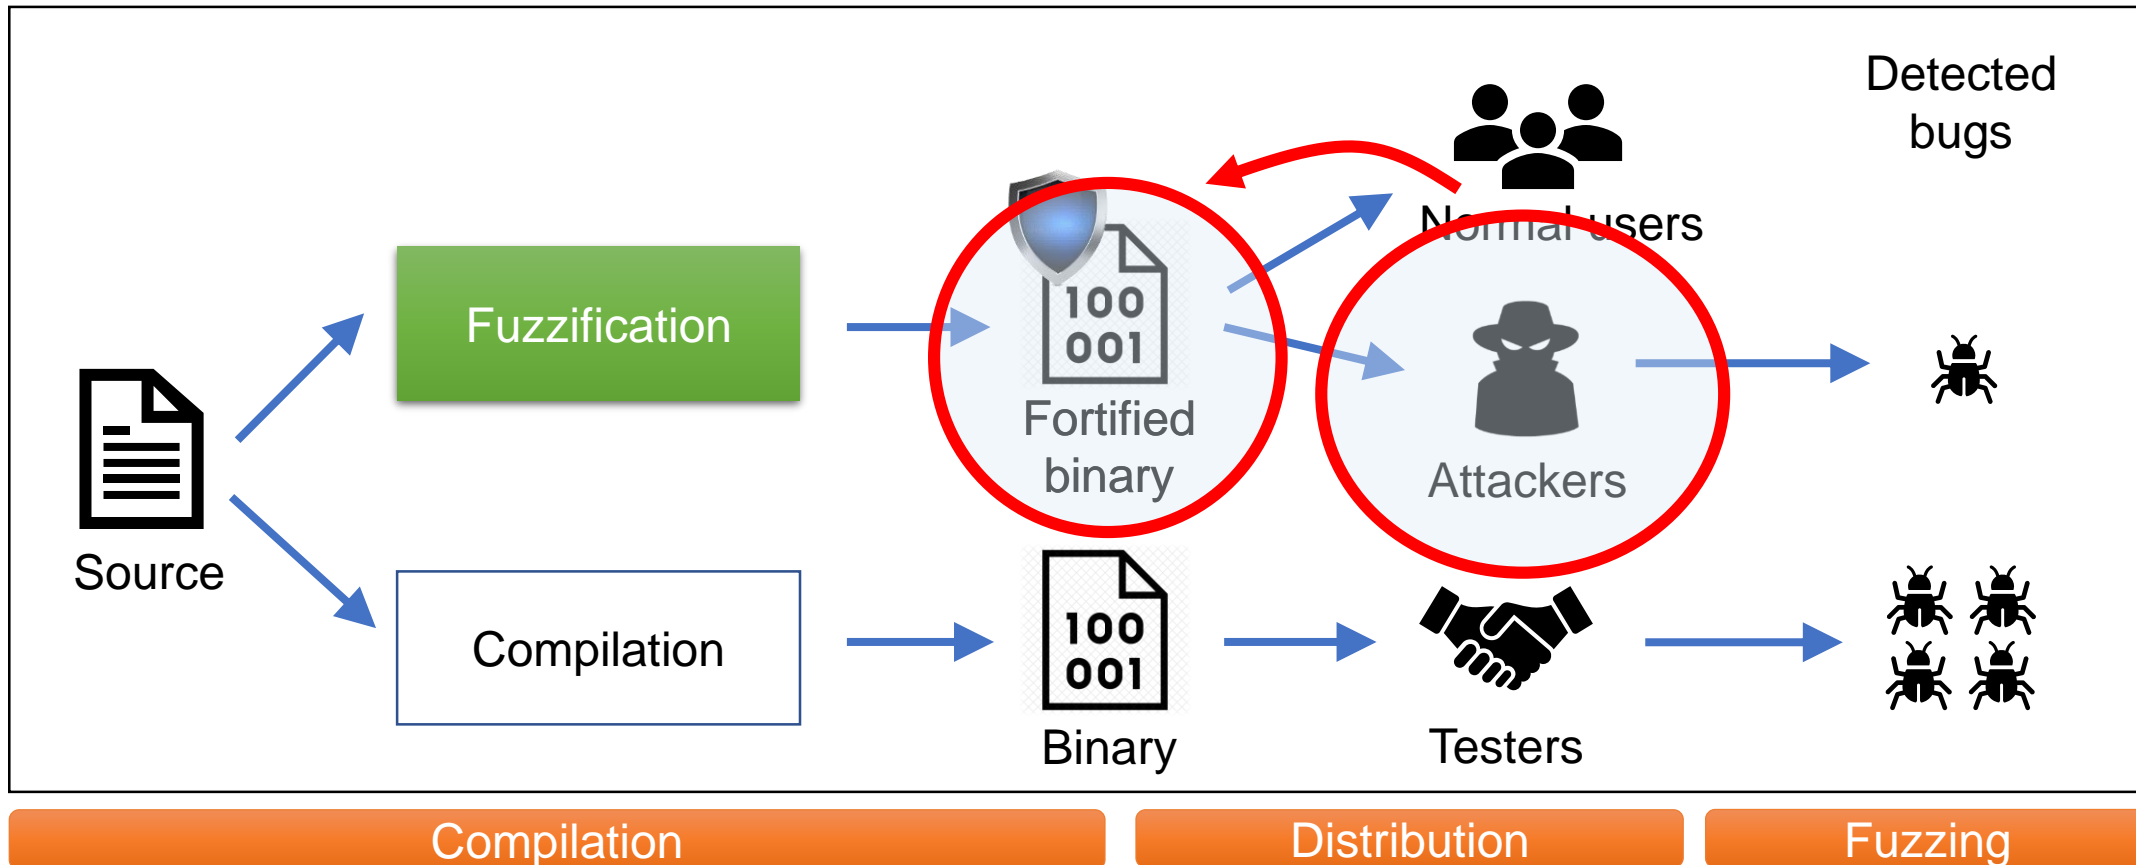 Detected
bugs
Normal users
Fuzzification
100
001
Fortified
binary
Attackers
Source
Compilation
100
001
Binary
Testers
Compilation
Distribution
Fuzzing